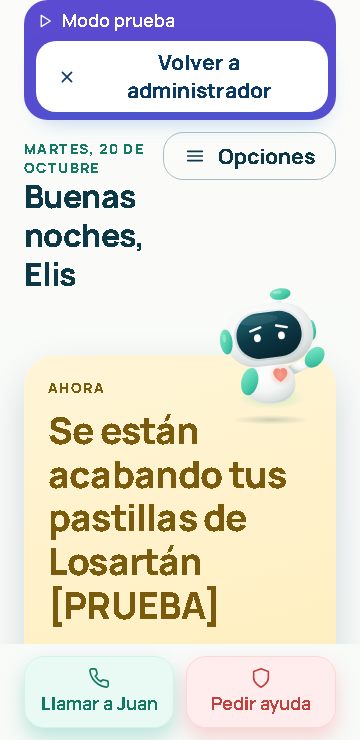 Modo prueba
Volver a
administrador
MARTES, 20 DE
OCTUBRE
Opciones
Buenas
noches,
Elis
AHORA
Se están
acabando tus
pastillas de
Losartán
[PRUEBA]
Llamar a Juan
Pedir ayuda